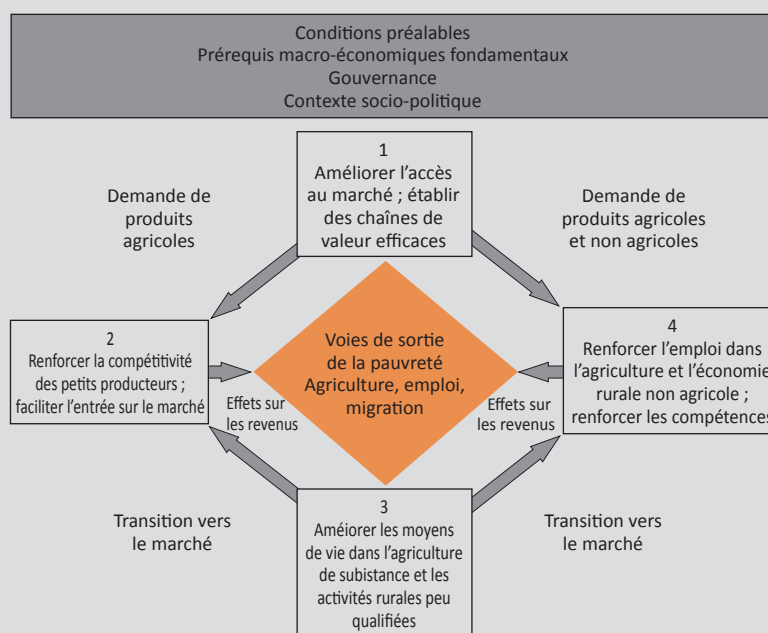 Conditions préalables
Prérequis macro-économiques fondamentaux
Gouvernance
Contexte socio-politique
1
Améliorer l’accès
au marché ; établir
des chaînes de
valeur efficaces
Demande de
produits
agricoles
Demande de
produits agricoles
et non agricoles
2
Renforcer la compétitivité
des petits producteurs ;
faciliter l’entrée sur le marché
Voies de sortie
de la pauvreté
Agriculture, emploi,
migration
4
Renforcer l’emploi dans
l’agriculture et l’économie
rurale non agricole ;
renforcer les compétences
Effets sur
les revenus
Effets sur
les revenus
Transition vers
le marché
3
Améiorer les moyens
de vie dans l’agriculture
de subistance et les
activités rurales peu
qualifiées
Transition vers
le marché